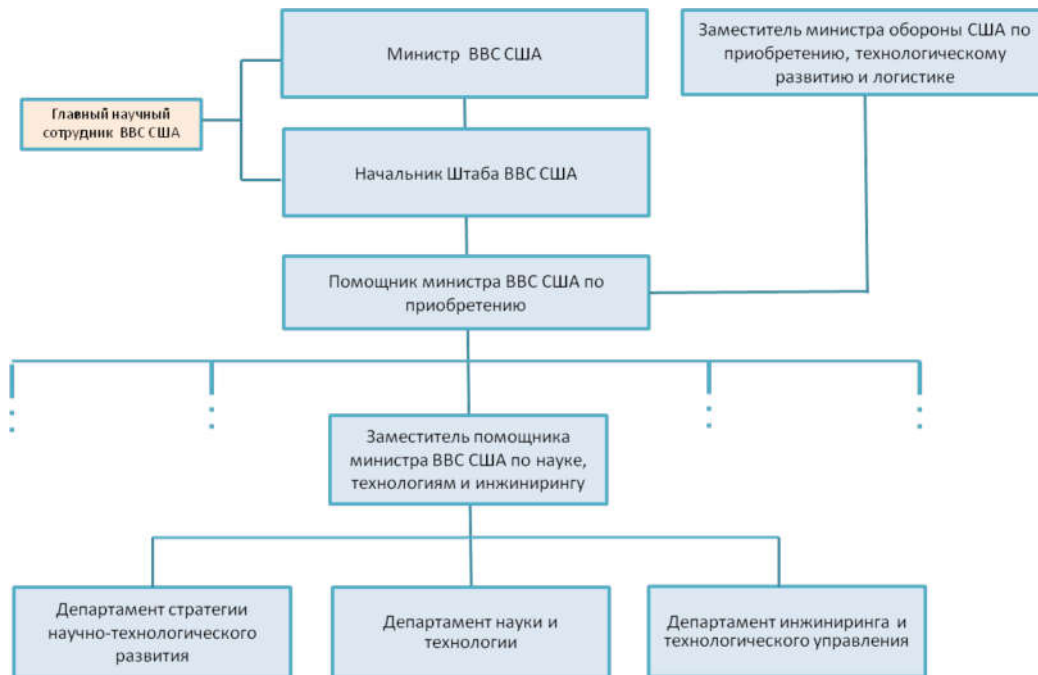 Министр ВВС США
Заместитель министра обороны США по
приобретению, технологическому
развитию и логистике
Главный научный
сотрудник ВВС США
Начальник Штаба ВВС США
Помощник министра ВВС США по
приобретению
Заместитель помощника
министра ВВС США по науке,
технологиям и инжинирингу
Департамент стратегии
научно-технологического
развития
Департамент науки и
технологии
Департамент инжиниринга и
технологического управления